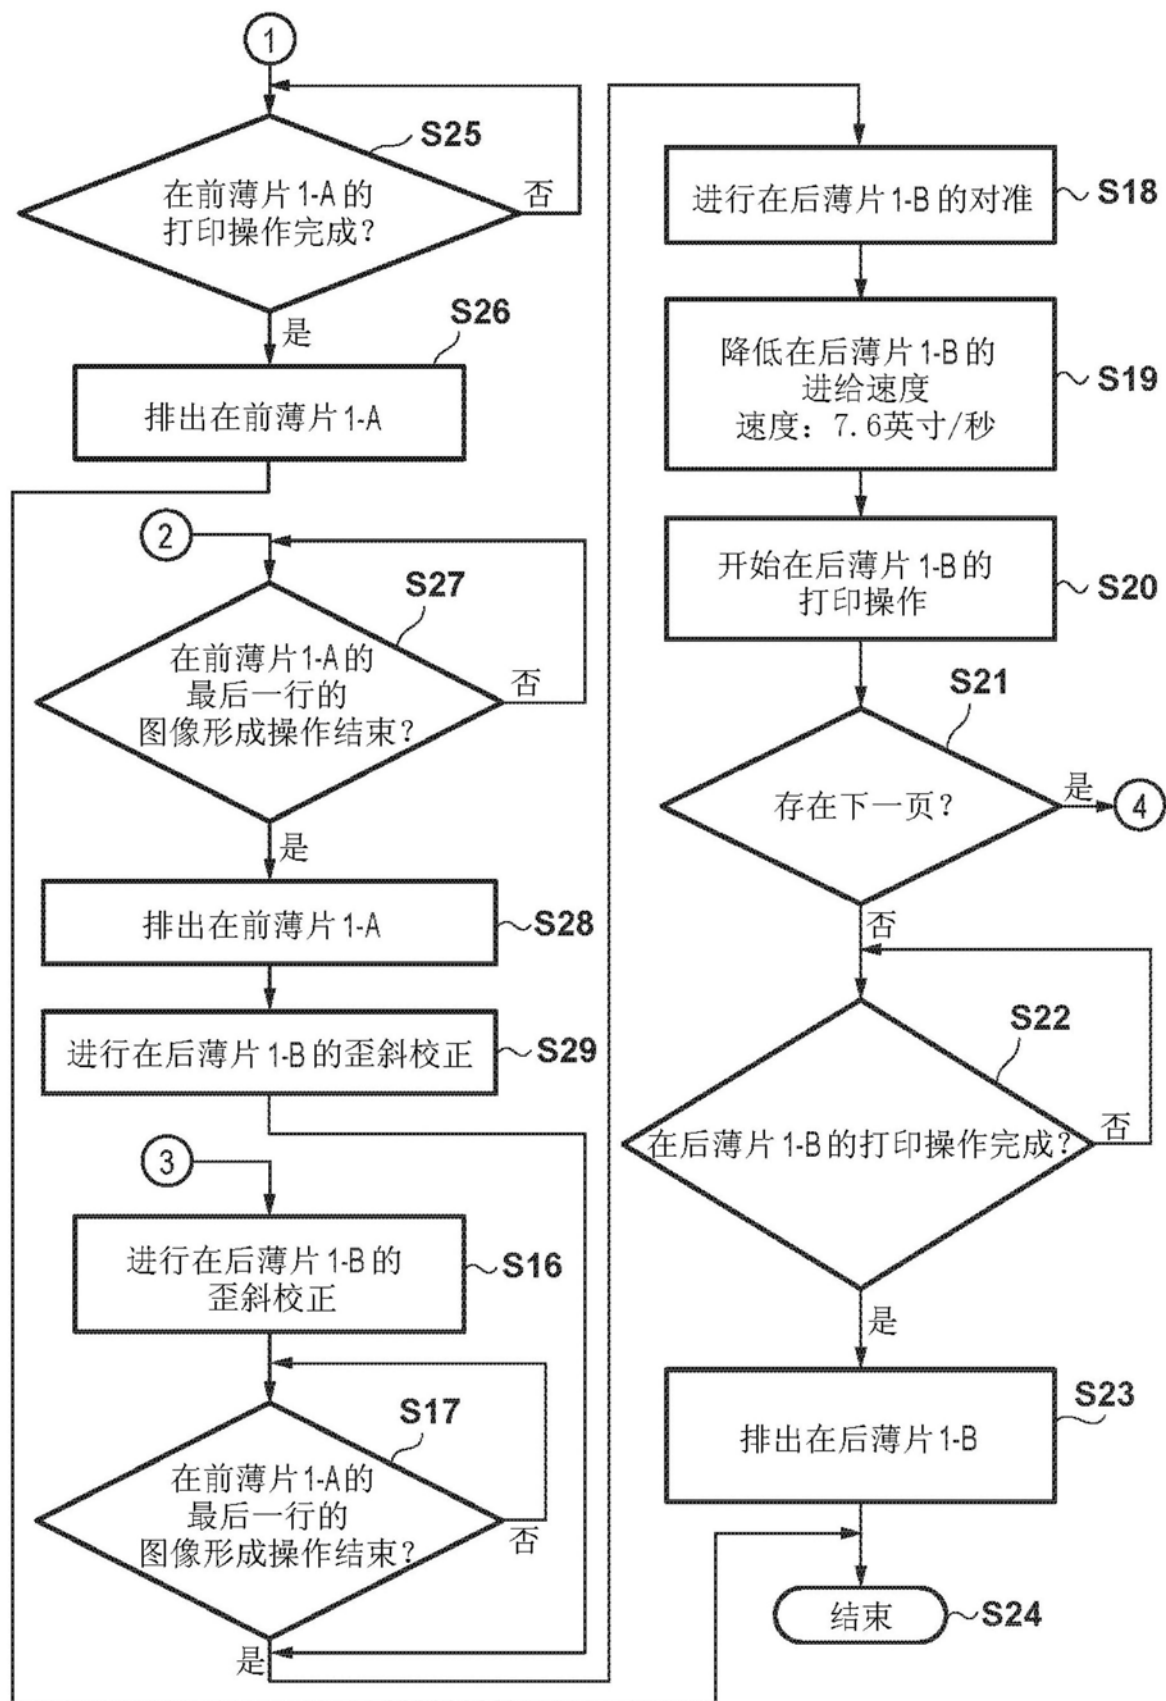 1
S25
在前薄片1-A的
打印操作完成？
否
是
S26
排出在前薄片1-A
2
S27
在前薄片1-A的
最后一行的
图像形成操作结束？
否
是
排出在前薄片1-A
S28
进行在后薄片1-B的歪斜校正
S29
3
进行在后薄片1-B的
歪斜校正
S16
S17
在前薄片1-A的
最后一行的
图像形成操作结束？
否
是
进行在后薄片1-B的对准
S18
降低在后薄片1-B的
进给速度
速度：7.6英寸/秒
S19
开始在后薄片1-B的
打印操作
S20
S21
存在下一页？
是
4
否
S22
在后薄片1-B的打印操作完成？
否
是
S23
排出在后薄片1-B
结束
S24